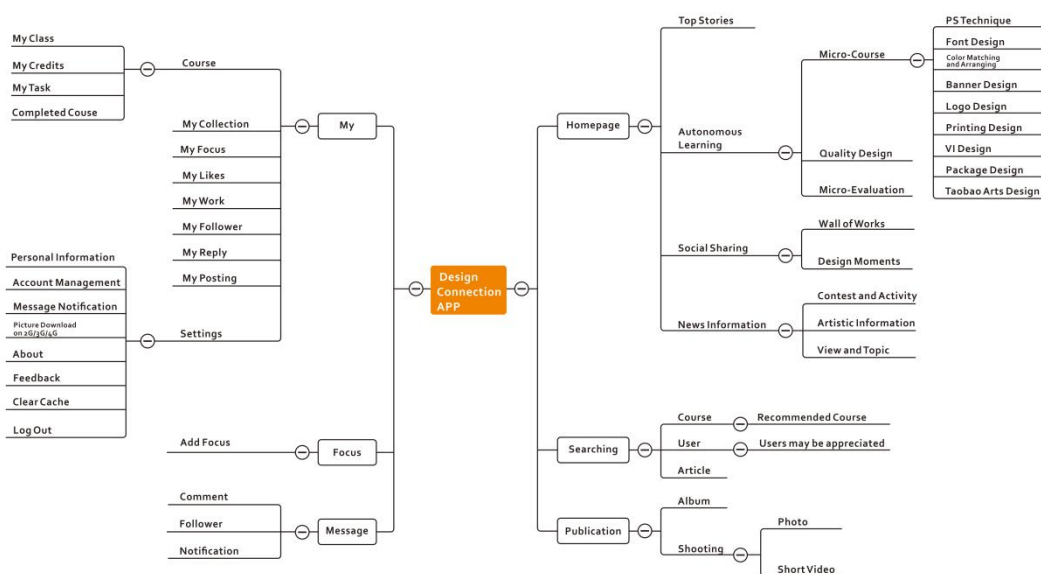 My Class
My Credits
My Task
Completed Couse
Course
My Collection
My Focus
My Likes
My Work
My Follower
My Reply
My Posting
My
Personal Information
Account Management
Message Notification
Picture Download
on 2G/3G/4G
About
Feedback
Clear Cache
Log Out
Settings
Add Focus
Focus
Comment
Follower
Notification
Message
Design
Connection
APP
Homepage
Top Stories
Autonomous
Learning
Micro-Course
PS Technique
Font Design
Color Matching
and Arranging
Banner Design
Logo Design
Printing Design
VI Design
Package Design
Taobao Arts Design
Quality Design
Micro-Evaluation
Social Sharing
Wall of Works
Design Moments
News Information
Contest and Activity
Artistic Information
View and Topic
Searching
Course
Recommended Course
User
Users may be appreciated
Article
Publication
Album
Shooting
Photo
Short Video